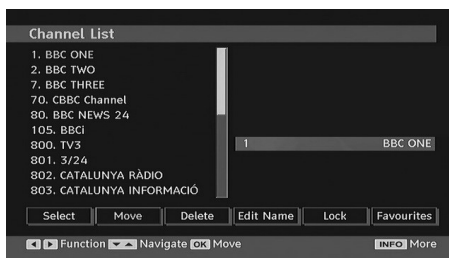 Channel List
1. BBC ONE
2. BBC TWO
7. BBC THREE
70. CBBC Channel
80. BBC NEWS 24
105. BBCi
800. TV3
801. 3/24
802. CATALUNYA RÀDIO
803. CATALUNYA INFORMACIÓ
1 BBC ONE
Select Move Delete Edit Name Lock Favourites
Function Navigate OK Move INFO More